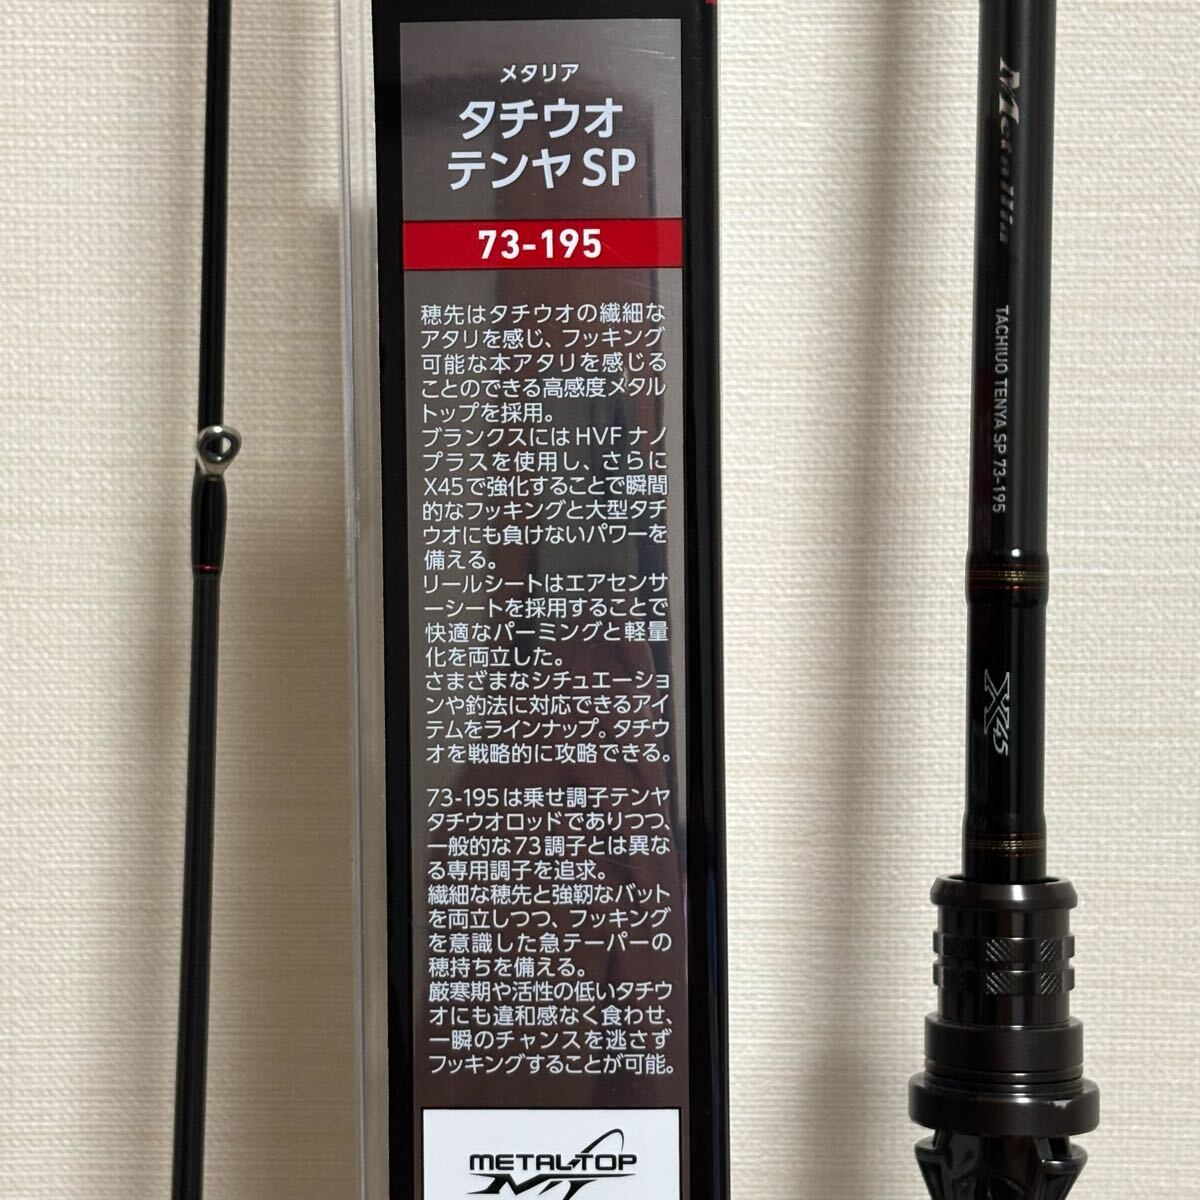 メタリア
タチウオ
テンヤ SP
73-195
穂先はタチウオの繊細な
アタリを感じ、フッキング
可能な本アタリを感じる
ことのできる高感度メタル
トップを採用。
ブランクスにはHVFナノ
プラスを使用し、さらに
X45で強化することで瞬間
的なフッキングと大型タチ
ウオにも負けないパワーを
備える。
リールシートはエアセンサ
ーシートを採用することで
快適なパーミングと軽量
化を両立した。
さまざまなシチュエーショ
ンや釣法に対応できるアイ
テムをラインナップ。タチウ
オを戦略的に攻略できる。
73-195は乗せ調子テンヤ
タチウオロッドでありつつ、
一般的な73調子とは異な
る専用調子を追求。
繊細な穂先と強靭なバット
を両立しつつ、フッキング
を意識した急テーパーの
穂持ちを備える。
厳寒期や活性の低いタチウ
オにも違和感なく食わせ、
一瞬のチャンスを逃さず
フッキングすることが可能。
METAL TOP
MT
Metallia
TACHIUO TENYA SP 73-195
X45